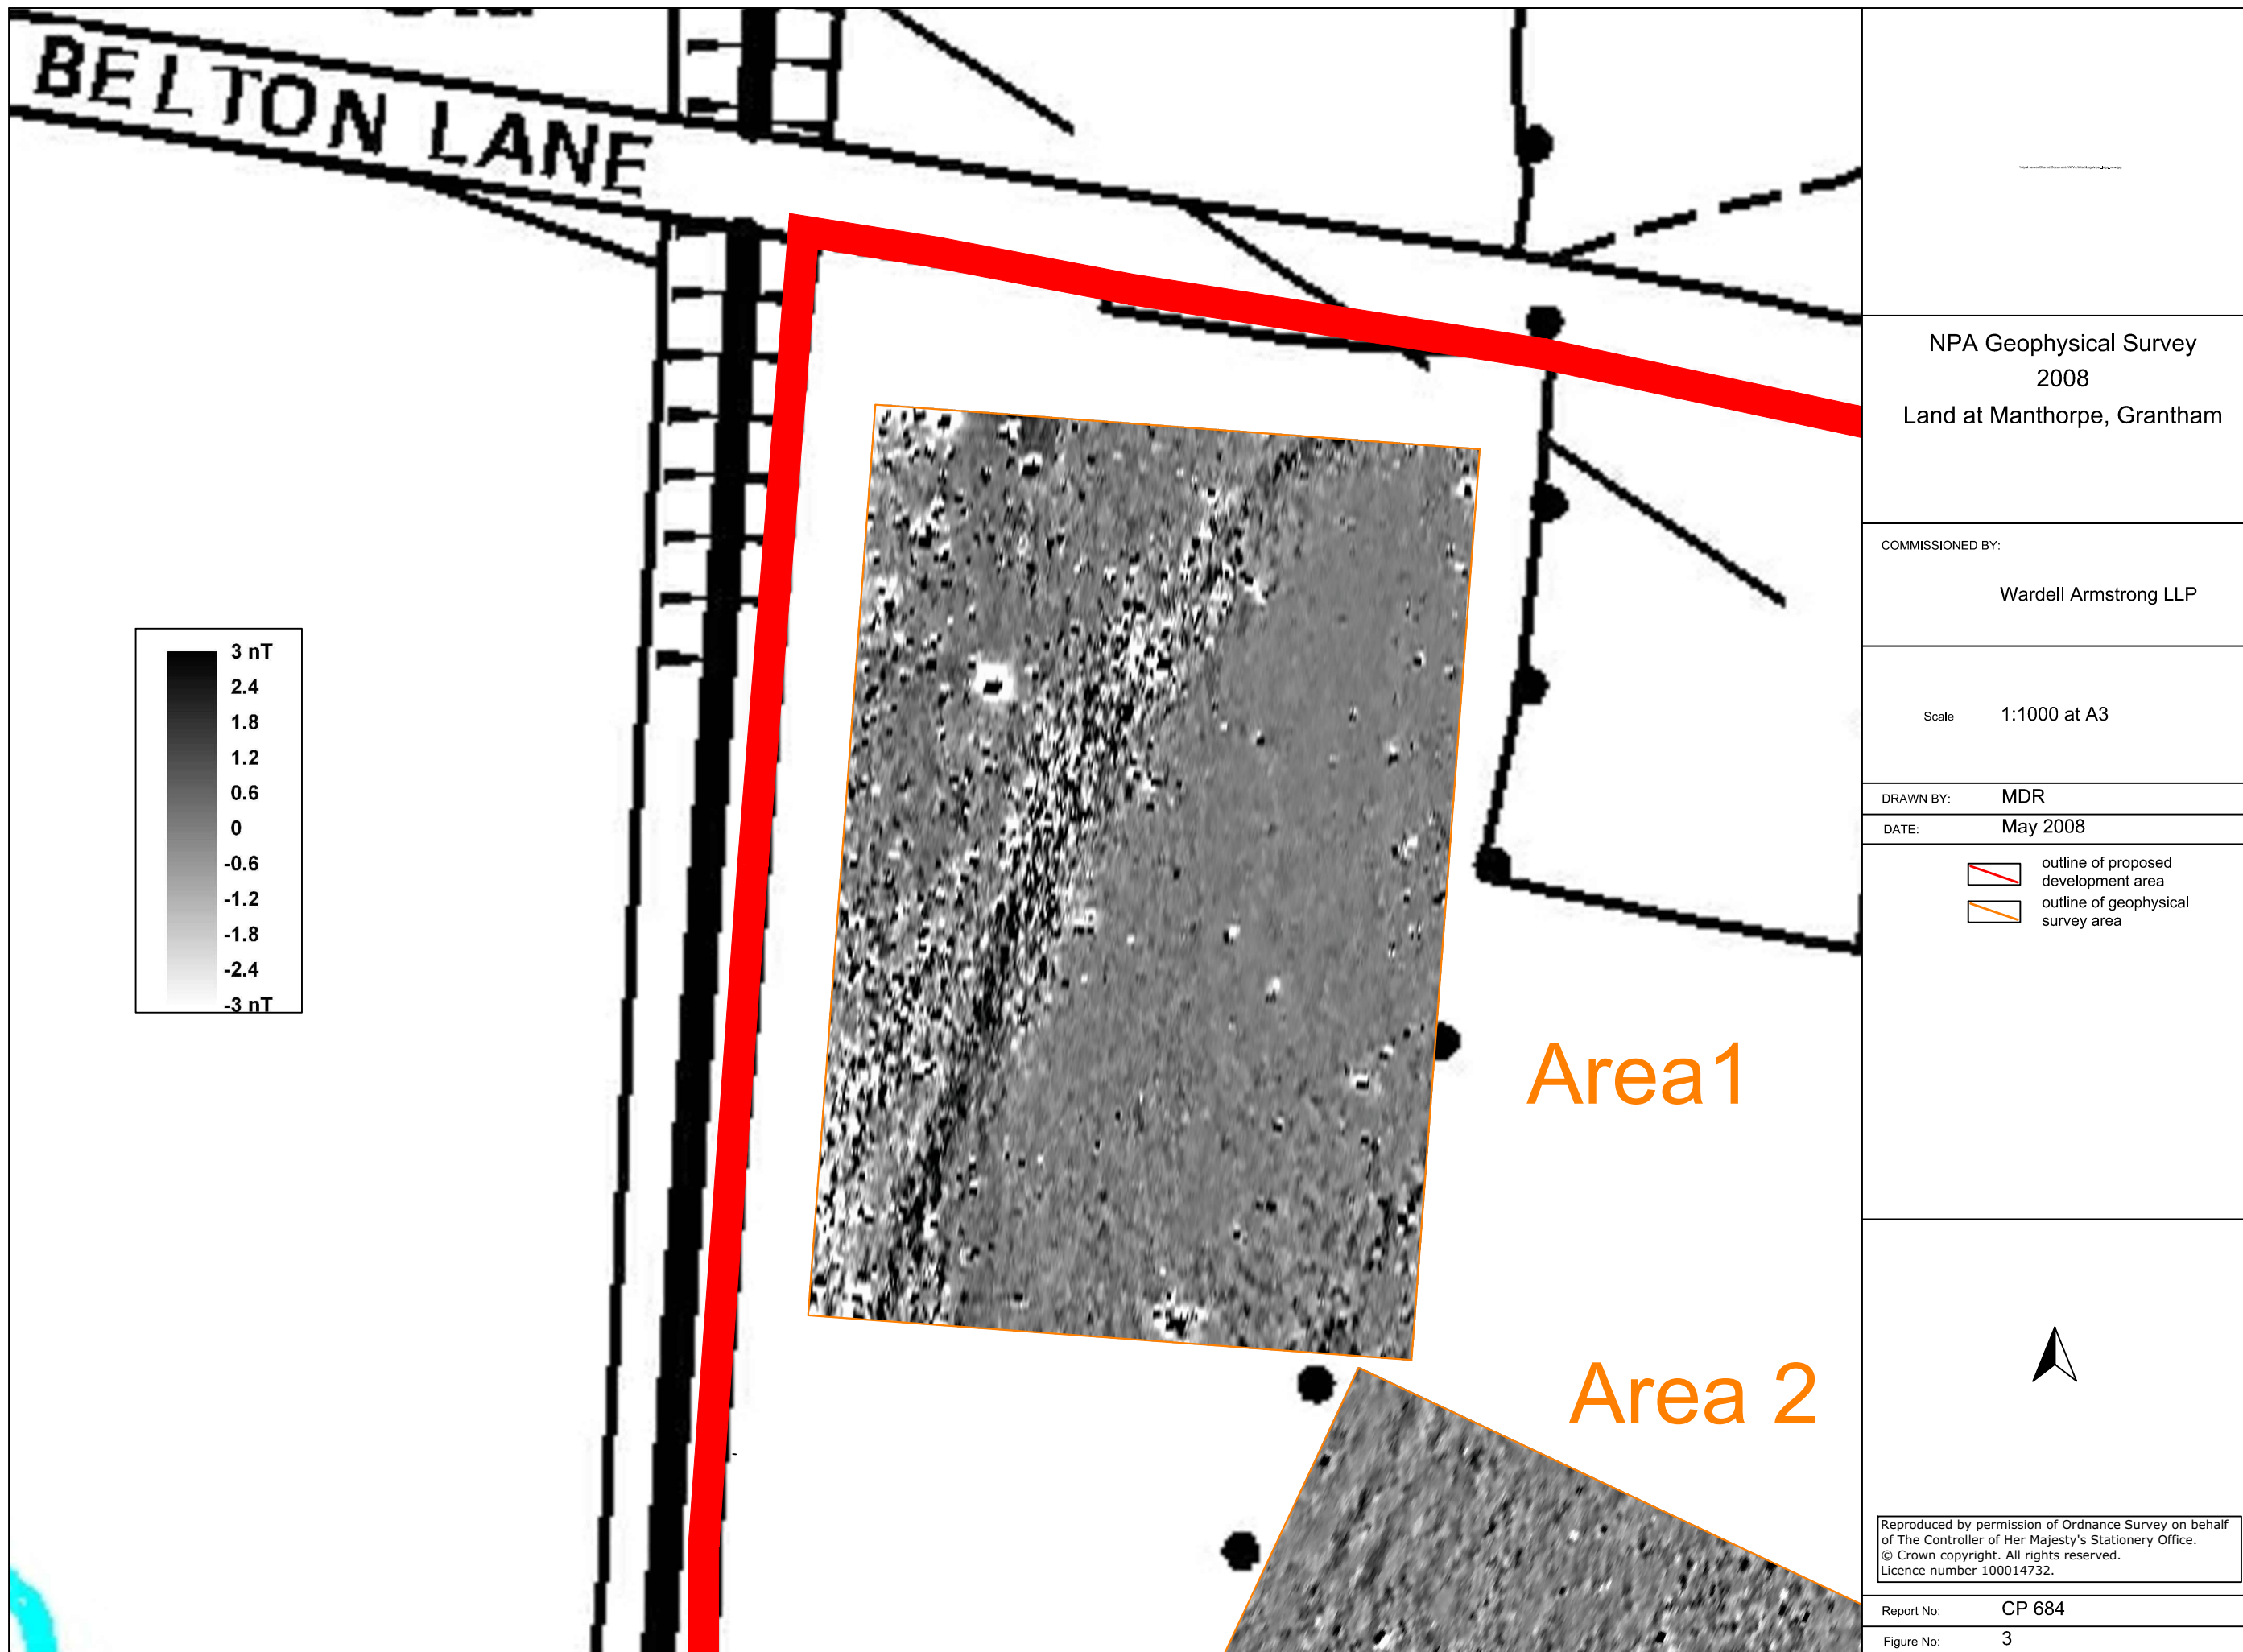 BELTON LANE
3 nT
2.4
1.8
1.2
0.6
0
-0.6
-1.2
-1.8
-2.4
-3 nT
Area1
Area 2
NPA Geophysical Survey
2008
Land at Manthorpe, Grantham
COMMISSIONED BY:
Wardell Armstrong LLP
Scale 1:1000 at A3
DRAWN BY: MDR
DATE: May 2008
outline of proposed
development area
outline of geophysical
survey area
Reproduced by permission of Ordnance Survey on behalf
of The Controller of Her Majesty's Stationery Office.
© Crown copyright. All rights reserved.
Licence number 100014732.
Report No: CP 684
Figure No: 3